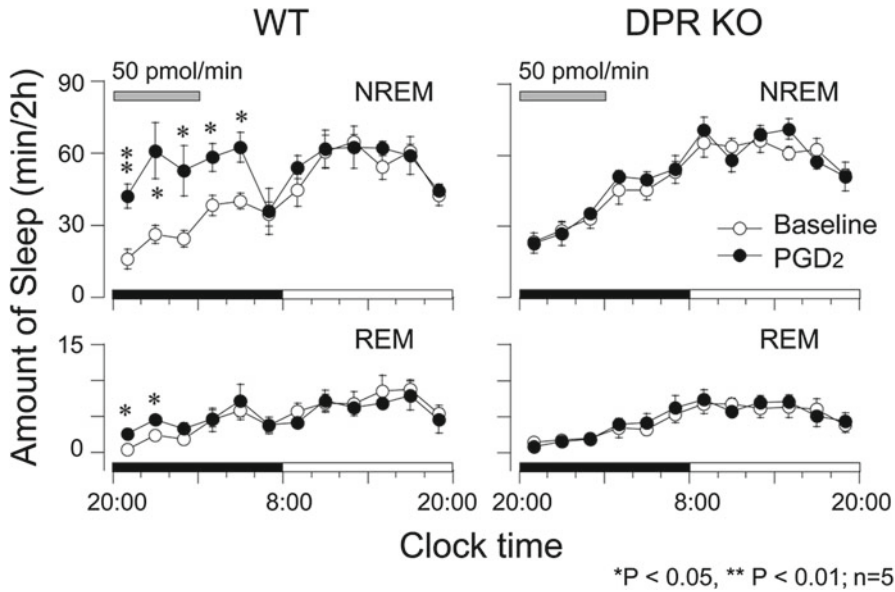 WT
DPR KO
Amount of Sleep (min/2h)
90
60
30
0
50 pmol/min
NREM
**
*
*
*
*
50 pmol/min
NREM
Baseline
PGD2
15
0
REM
*
*
REM
20:00
8:00
20:00
20:00
8:00
20:00
Clock time
*P < 0.05, ** P < 0.01; n=5